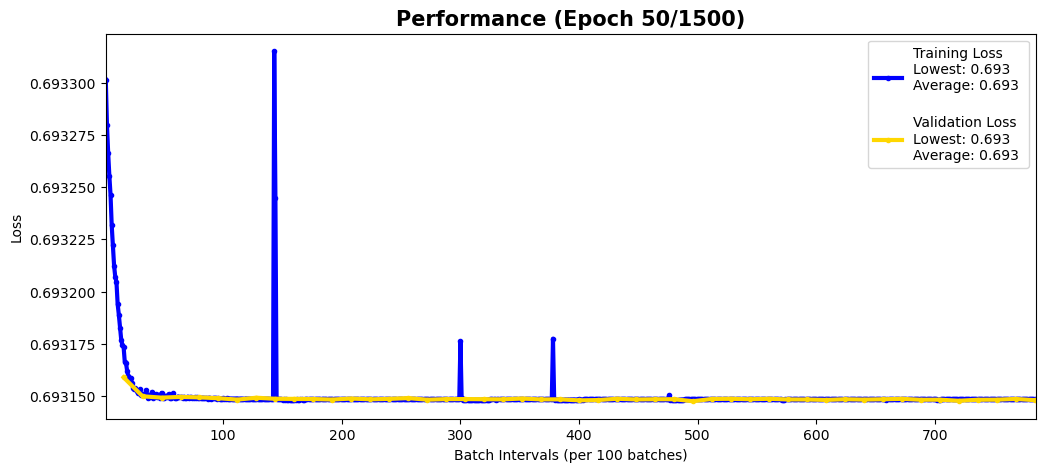 Performance (Epoch 50/1500)
Training Loss
Lowest: 0.693
Average: 0.693
Validation Loss
Lowest: 0.693
Average: 0.693
Loss
0.693300
0.693275
0.693250
0.693225
0.693200
0.693175
0.693150
100 200 300 400 500 600 700
Batch Intervals (per 100 batches)